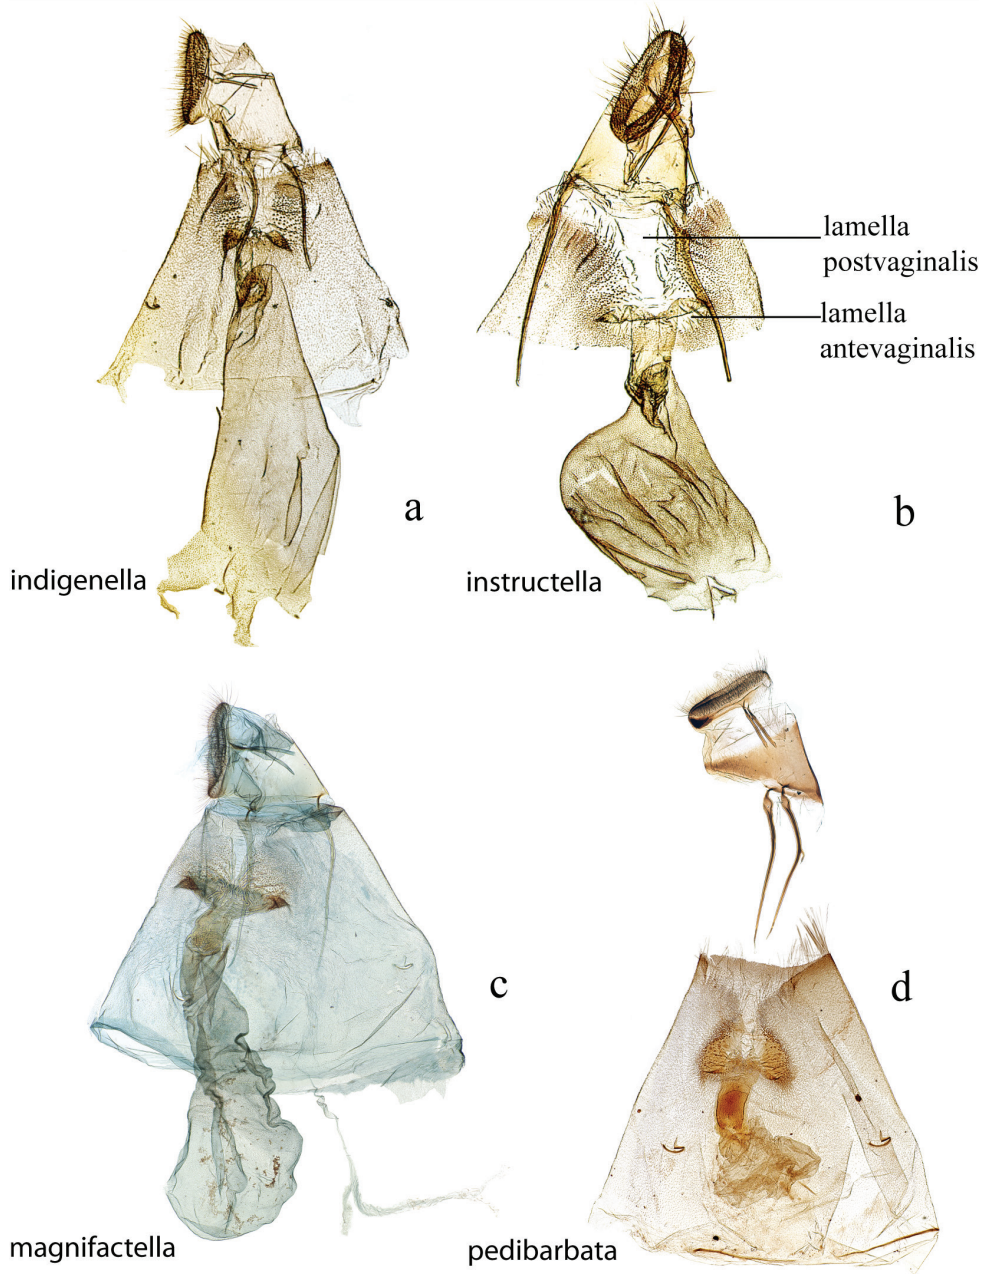 lamella
postvaginalis
lamella
antevaginalis
a
b
indigenella
instructella
c
d
magnifactella
pedibarbata